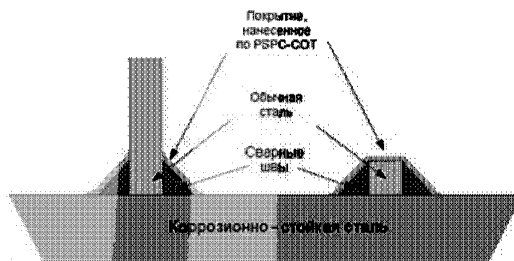 Покрытие,
нанесенное
по PSPC-COT
Обычная
сталь
Сварные
швы
Коррозионно - стойкая сталь